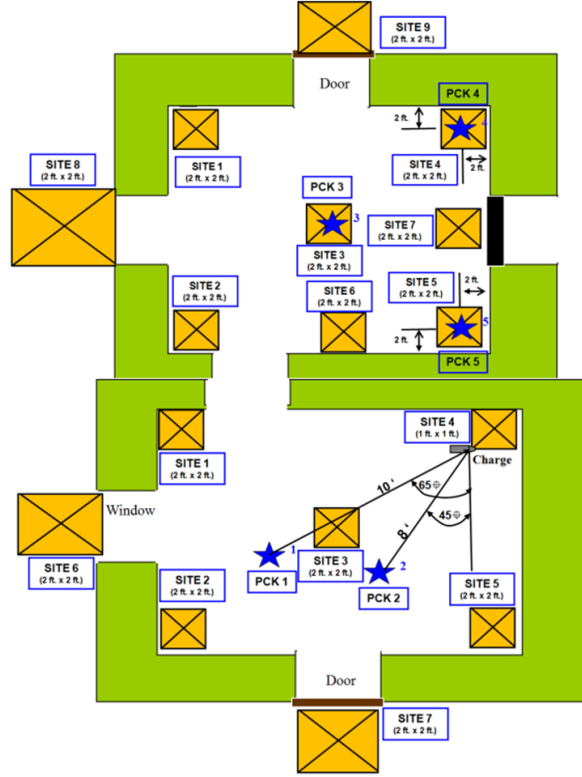 SITE 9
(2 ft. x 2 ft.)
Door
PCK 4
4
2 ft.
SITE 1
(2 ft. x 2 ft.)
SITE 4
(2 ft. x 2 ft.)
2 ft.
SITE 8
(2 ft. x 2 ft.)
PCK 3
3
SITE 3
(2 ft. x 2 ft.)
SITE 7
(2 ft. x 2 ft.)
SITE 2
(2 ft. x 2 ft.)
SITE 6
(2 ft. x 2 ft.)
SITE 5
(2 ft. x 2 ft.)
2 ft.
5
2 ft.
PCK 5
SITE 1
(2 ft. x 2 ft.)
SITE 4
(1 ft. x 1 ft.)
Charge
10 '
65⌽
8 '
45⌽
Window
SITE 6
(2 ft. x 2 ft.)
1
PCK 1
SITE 3
(2 ft. x 2 ft.)
2
PCK 2
SITE 2
(2 ft. x 2 ft.)
SITE 5
(2 ft. x 2 ft.)
Door
SITE 7
(2 ft. x 2 ft.)